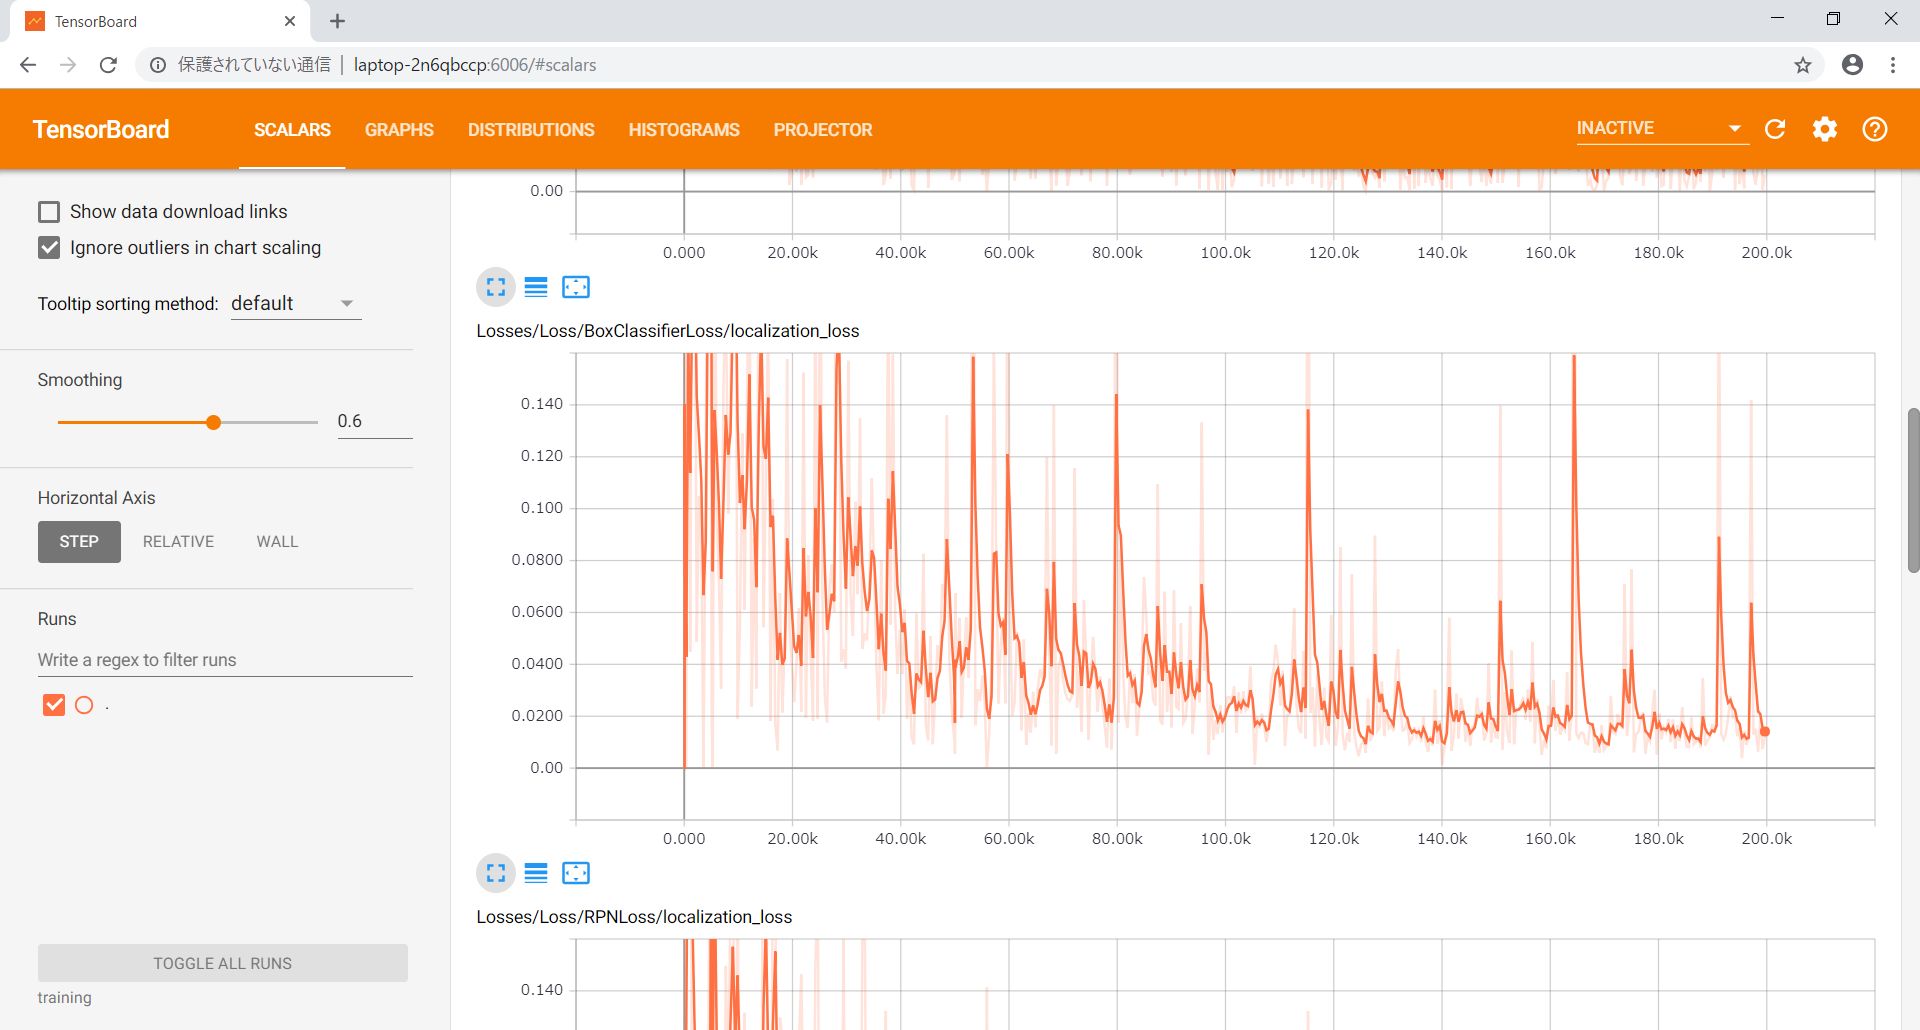 TensorBoard
保護されていない通信 | laptop-2n6qbccp:6006/#scalars
TensorBoard SCALARS GRAPHS DISTRIBUTIONS HISTOGRAMS PROJECTOR INACTIVE
Show data download links
Ignore outliers in chart scaling
Tooltip sorting method: default
Smoothing
0.6
Horizontal Axis
STEP RELATIVE WALL
Runs
Write a regex to filter runs
.
TOGGLE ALL RUNS
training
0.00
0.000 20.00k 40.00k 60.00k 80.00k 100.0k 120.0k 140.0k 160.0k 180.0k 200.0k
Losses/Loss/BoxClassifierLoss/localization_loss
0.140
0.120
0.100
0.0800
0.0600
0.0400
0.0200
0.00
0.000 20.00k 40.00k 60.00k 80.00k 100.0k 120.0k 140.0k 160.0k 180.0k 200.0k
Losses/Loss/RPNLoss/localization_loss
0.140